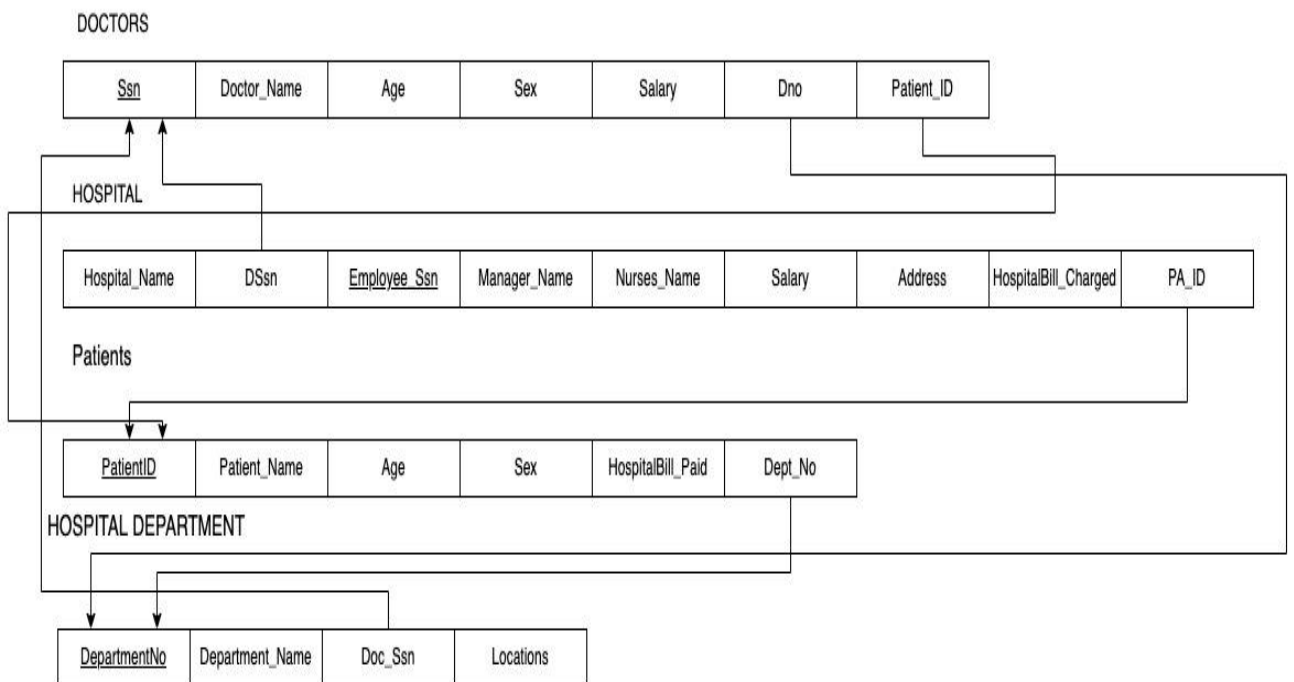 DOCTORS
Ssn Doctor_Name Age Sex Salary Dno Patient_ID
HOSPITAL
Hospital_Name DSsn Employee_Ssn Manager_Name Nurses_Name Salary Address HospitalBill_Charged PA_ID
Patients
PatientID Patient_Name Age Sex HospitalBill_Paid Dept_No
HOSPITAL DEPARTMENT
DepartmentNo Department_Name Doc_Ssn Locations